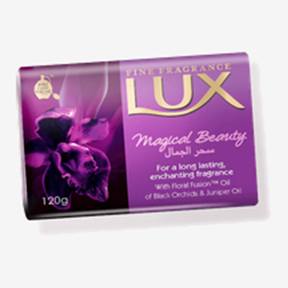 FINE FRAGRANCE
LUX
Magical Beauty
سحر الجمال
For a long lasting,
enchanting fragrance
With Floral Fusion™ Oil
of Black Orchids & Juniper Oil
120g